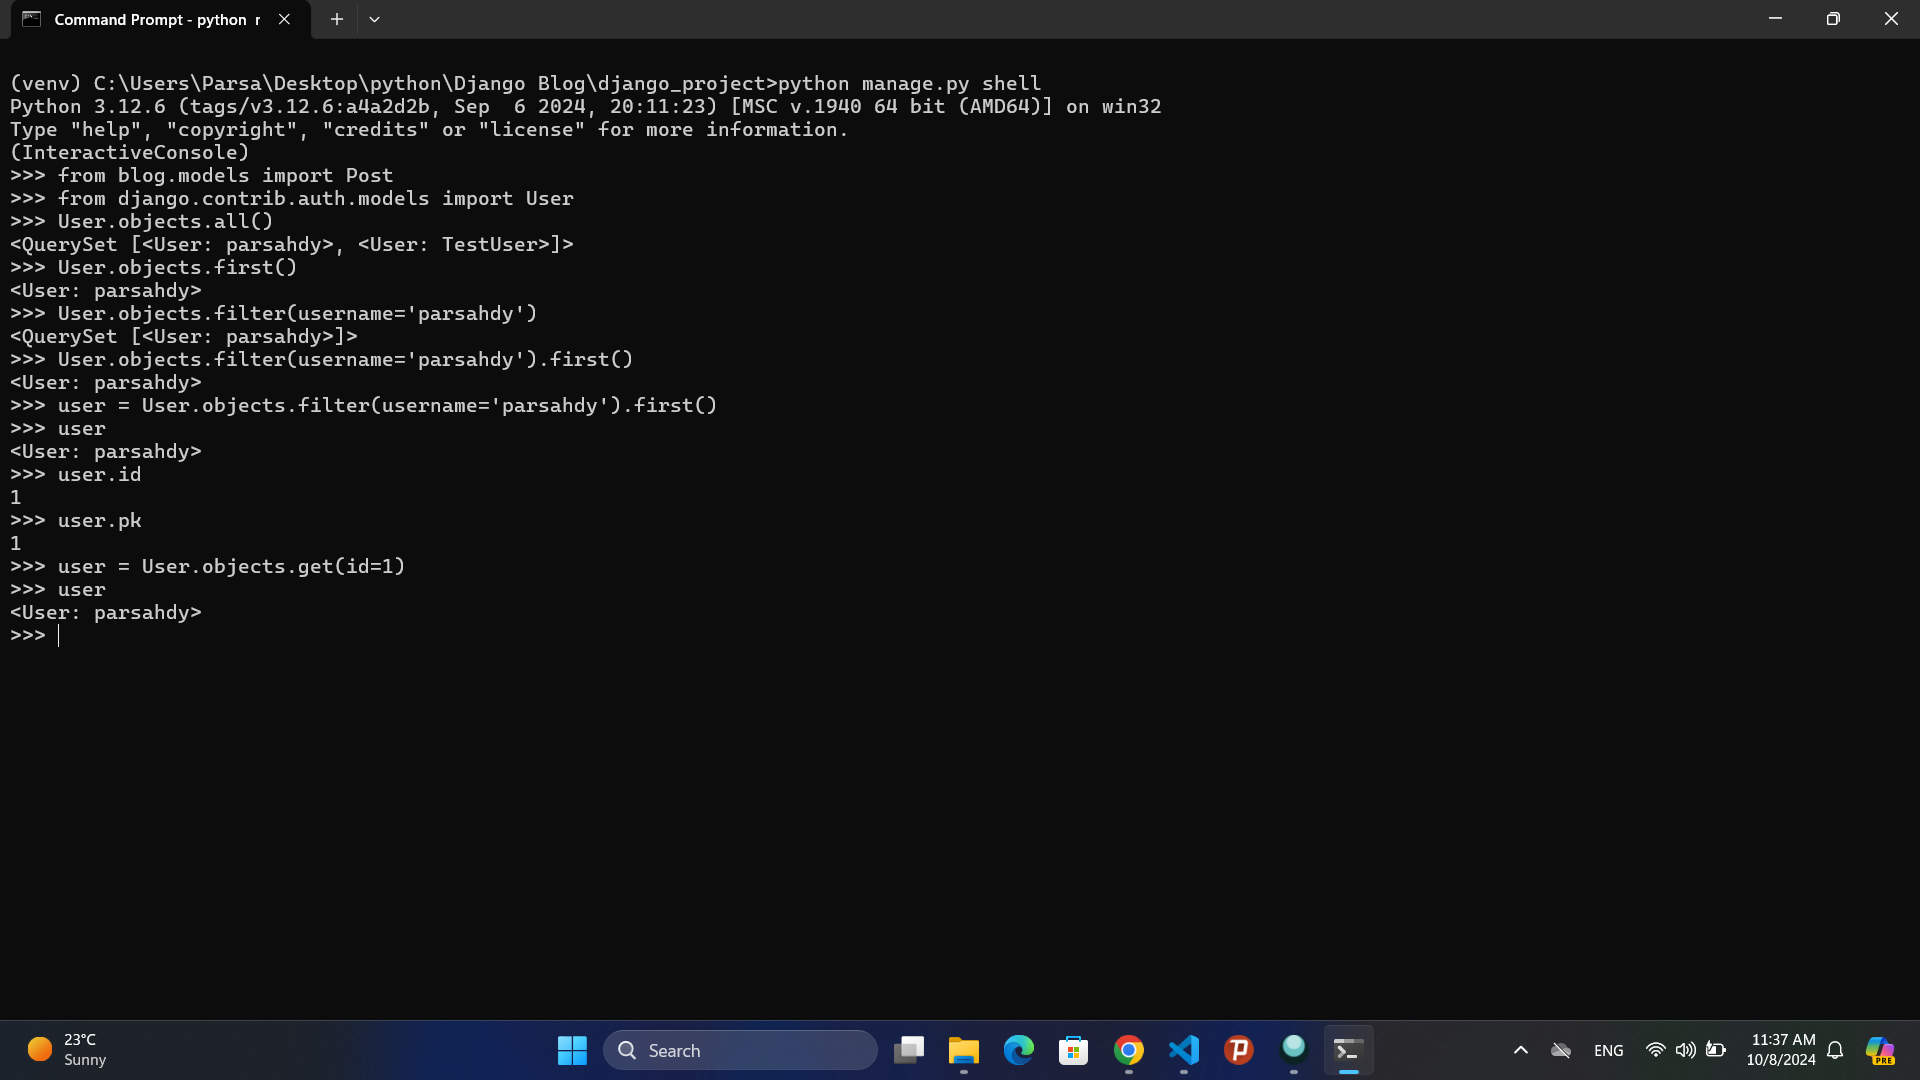 Command Prompt - python
(venv) C:\Users\Parsa\Desktop\python\Django Blog\django_project>python manage.py shell
Python 3.12.6 (tags/v3.12.6:a4a2d2b, Sep  6 2024, 20:11:23) [MSC v.1940 64 bit (AMD64)] on win32
Type "help", "copyright", "credits" or "license" for more information.
(InteractiveConsole)
>>> from blog.models import Post
>>> from django.contrib.auth.models import User
>>> User.objects.all()
<QuerySet [<User: parsahdy>, <User: TestUser>]>
>>> User.objects.first()
<User: parsahdy>
>>> User.objects.filter(username='parsahdy')
<QuerySet [<User: parsahdy>]>
>>> User.objects.filter(username='parsahdy').first()
<User: parsahdy>
>>> user = User.objects.filter(username='parsahdy').first()
>>> user
<User: parsahdy>
>>> user.id
1
>>> user.pk
1
>>> user = User.objects.get(id=1)
>>> user
<User: parsahdy>
>>>
23°C
Sunny
Search
ENG
11:37 AM
10/8/2024
PRE